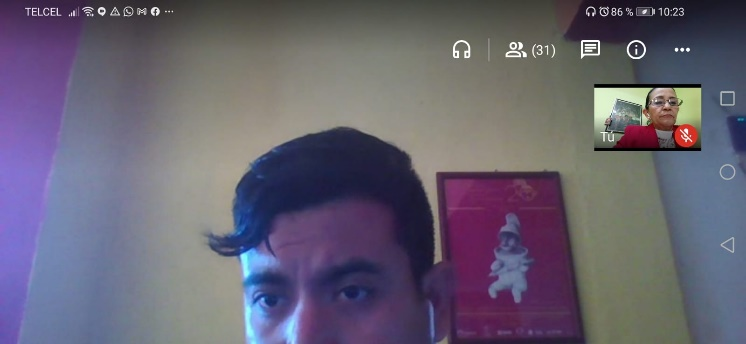 TELCEL
86 %
10:23
(31)
Tú